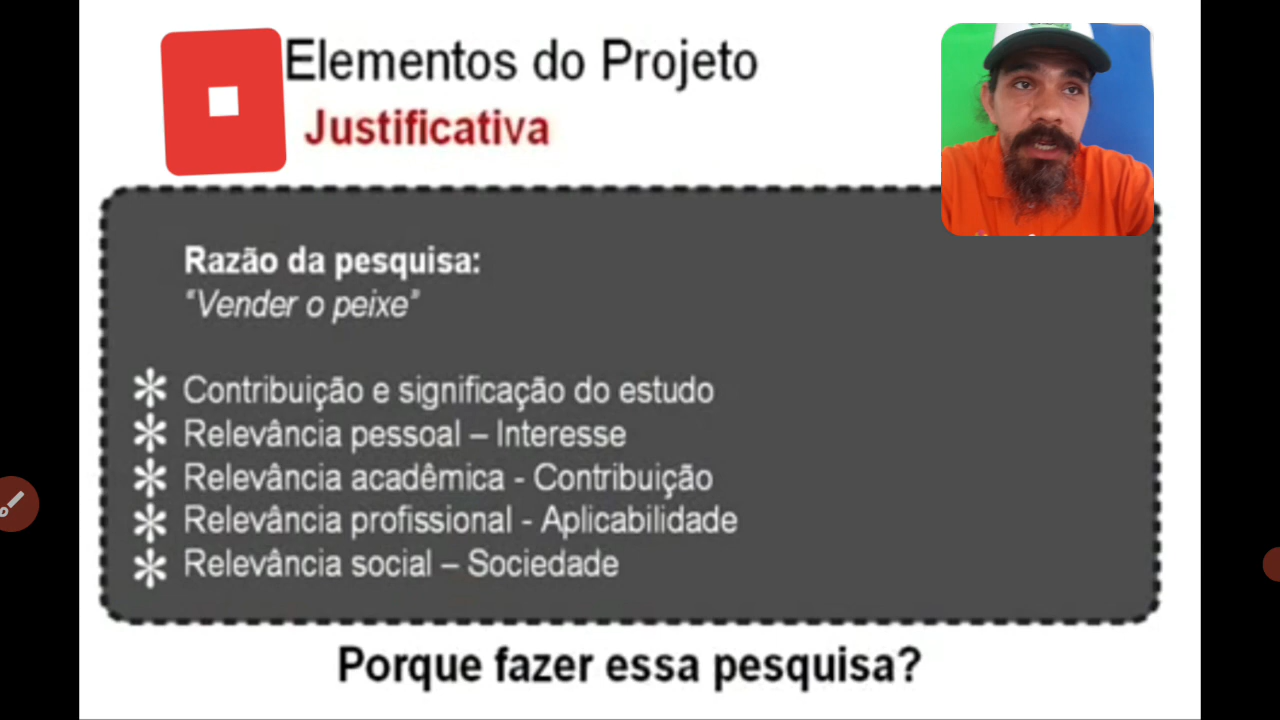 Elementos do Projeto
Justificativa
Razão da pesquisa:
"Vender o peixe"
* Contribuição e significação do estudo
* Relevância pessoal – Interesse
* Relevância acadêmica - Contribuição
* Relevância profissional - Aplicabilidade
* Relevância social – Sociedade
Porque fazer essa pesquisa?